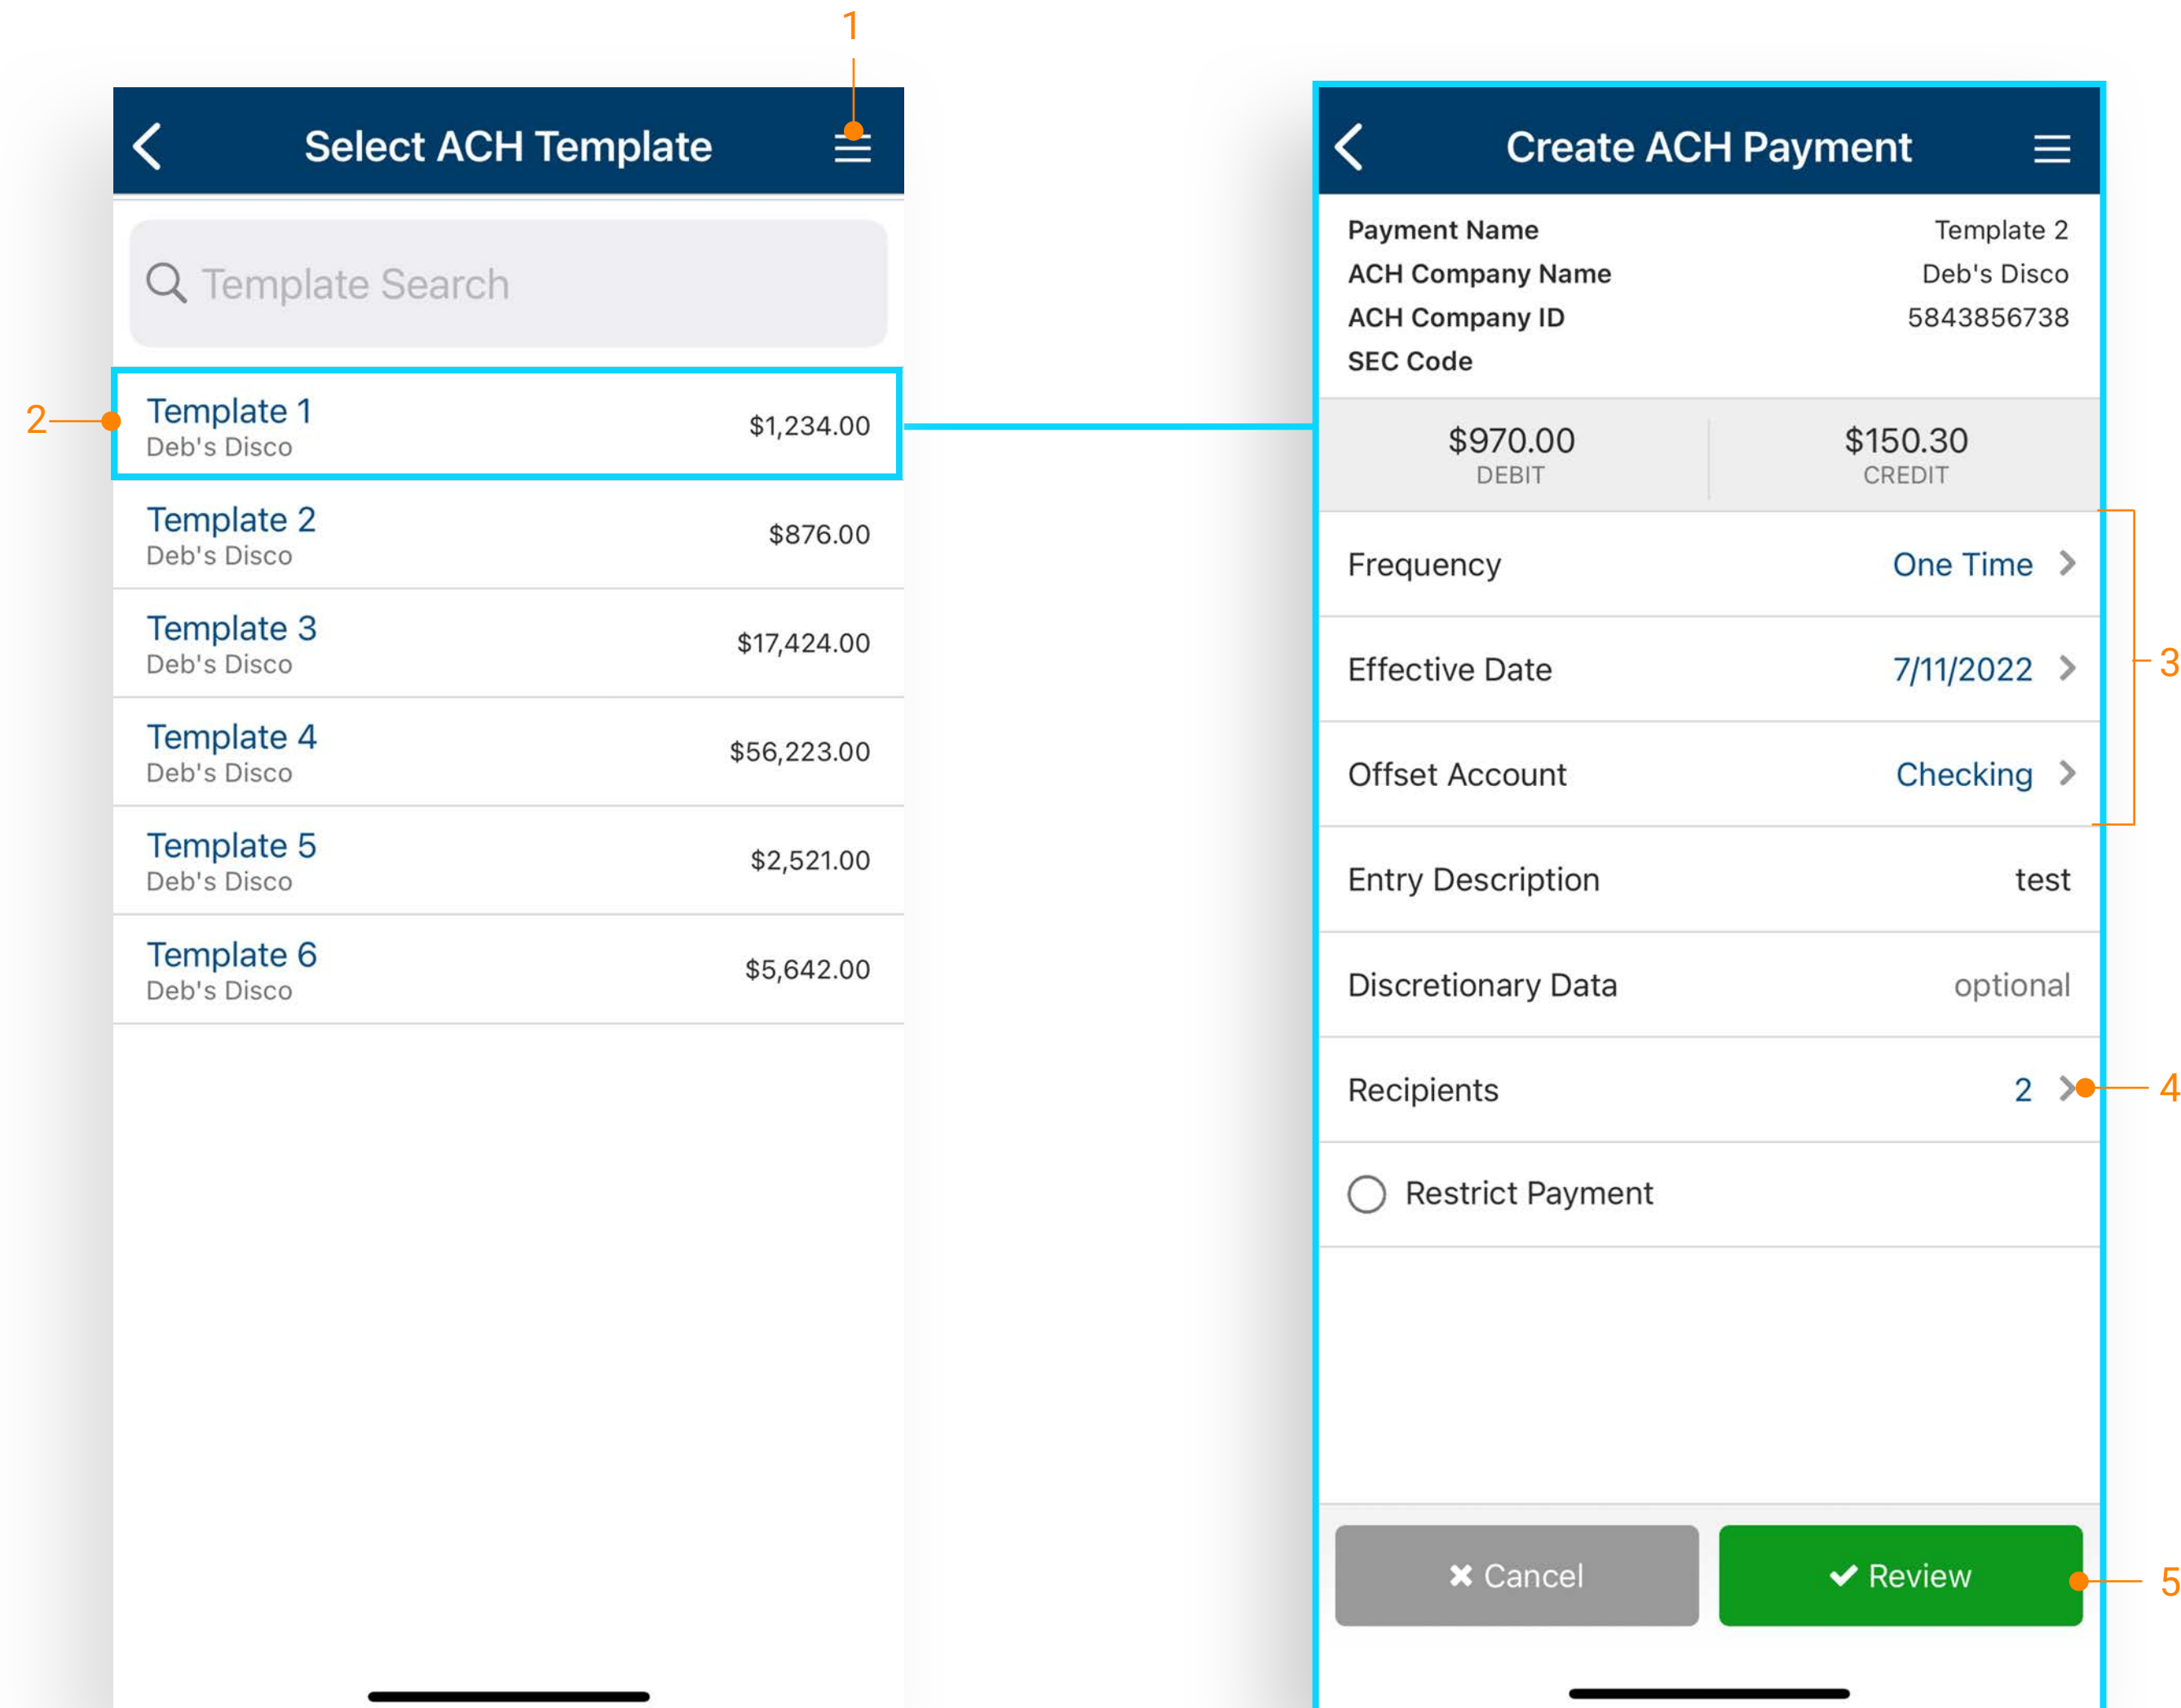 1
Select ACH Template
Template Search
2
Template 1
Deb's Disco
$1,234.00
Template 2
Deb's Disco
$876.00
Template 3
Deb's Disco
$17,424.00
Template 4
Deb's Disco
$56,223.00
Template 5
Deb's Disco
$2,521.00
Template 6
Deb's Disco
$5,642.00
Create ACH Payment
Payment Name Template 2
ACH Company Name Deb's Disco
ACH Company ID 5843856738
SEC Code
$970.00 $150.30
DEBIT CREDIT
Frequency One Time
Effective Date 7/11/2022
3
Offset Account Checking
Entry Description test
Discretionary Data optional
Recipients 2
4
Restrict Payment
Cancel Review
5